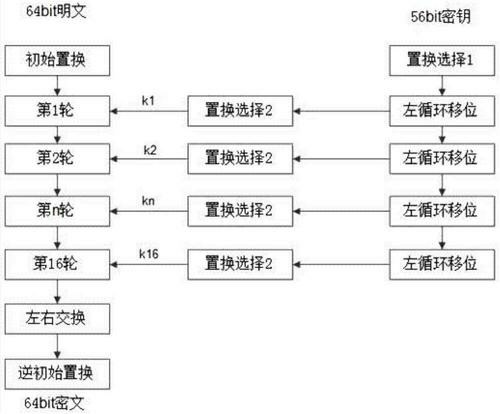 64bit明文
56bit密钥
初始置换
置换选择1
第1轮
k1
置换选择2
左循环移位
第2轮
k2
置换选择2
左循环移位
第n轮
kn
置换选择2
左循环移位
第16轮
k16
置换选择2
左循环移位
左右交换
逆初始置换
64bit密文